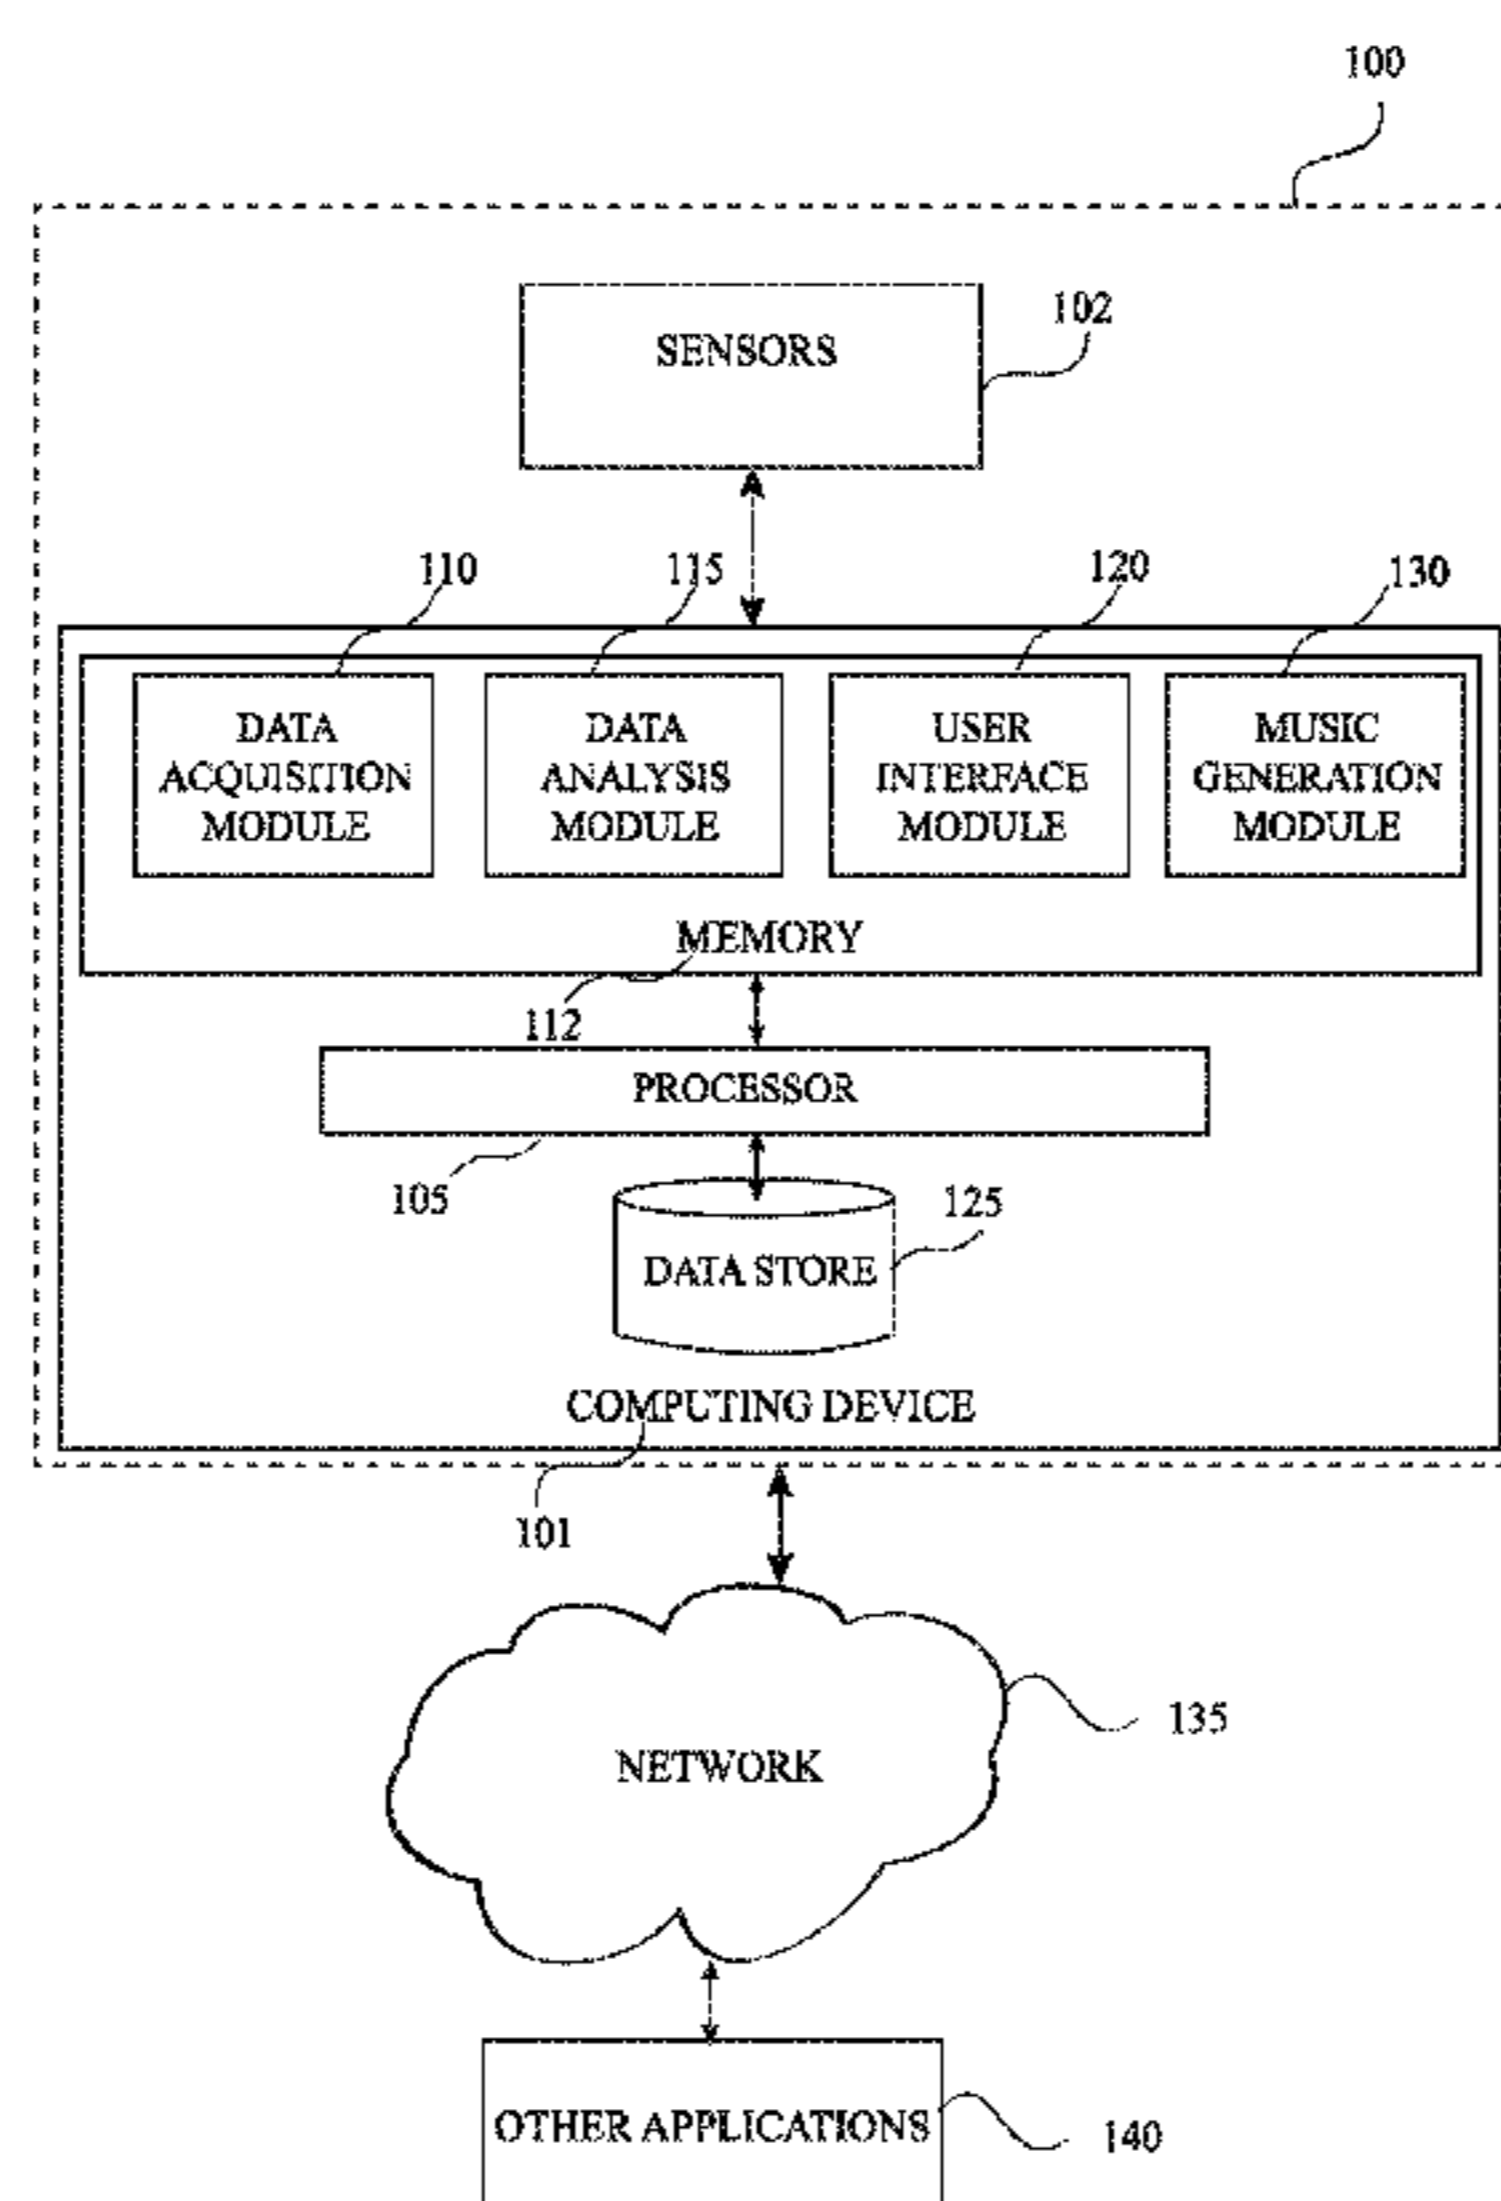 100
SENSORS
102
110
115
120
130
DATA
ACQUISITION
MODULE
DATA
ANALYSIS
MODULE
USER
INTERFACE
MODULE
MUSIC
GENERATION
MODULE
MEMORY
112
PROCESSOR
105
125
DATA STORE
COMPUTING DEVICE
101
135
NETWORK
OTHER APPLICATIONS
140